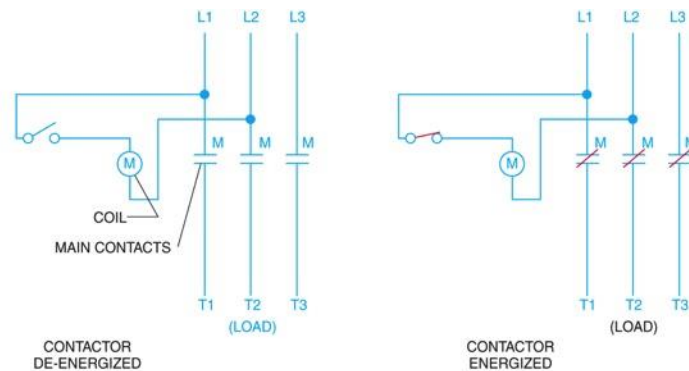 L1 L2 L3
M M M M
COIL
MAIN CONTACTS
T1 T2 T3
(LOAD)
CONTACTOR
DE-ENERGIZED
L1 L2 L3
M M M M
T1 T2 T3
(LOAD)
CONTACTOR
ENERGIZED